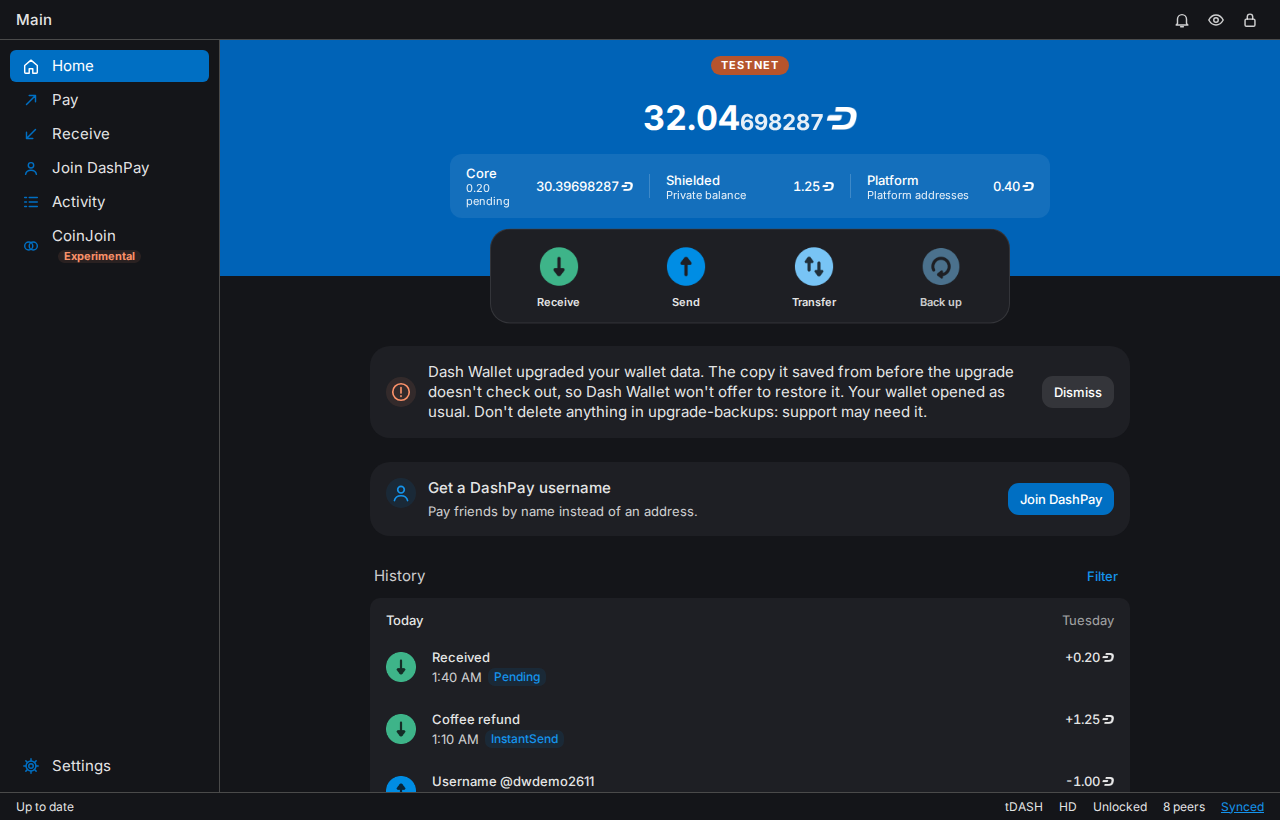 Main
Home
Pay
Receive
Join DashPay
Activity
CoinJoin
Experimental
Settings
TESTNET
32.04698287
Core
0.20 pending
30.39698287
Shielded
Private balance
1.25
Platform
Platform addresses
0.40
Receive
Send
Transfer
Back up
Dash Wallet upgraded your wallet data. The copy it saved from before the upgrade
doesn't check out, so Dash Wallet won't offer to restore it. Your wallet opened as
usual. Don't delete anything in upgrade-backups: support may need it.
Dismiss
Get a DashPay username
Pay friends by name instead of an address.
Join DashPay
History
Filter
Today
Tuesday
Received
+0.20
1:40 AM Pending
Coffee refund
+1.25
1:10 AM InstantSend
Username @dwdemo2611
-1.00
Up to date
tDASH
HD
Unlocked
8 peers
Synced